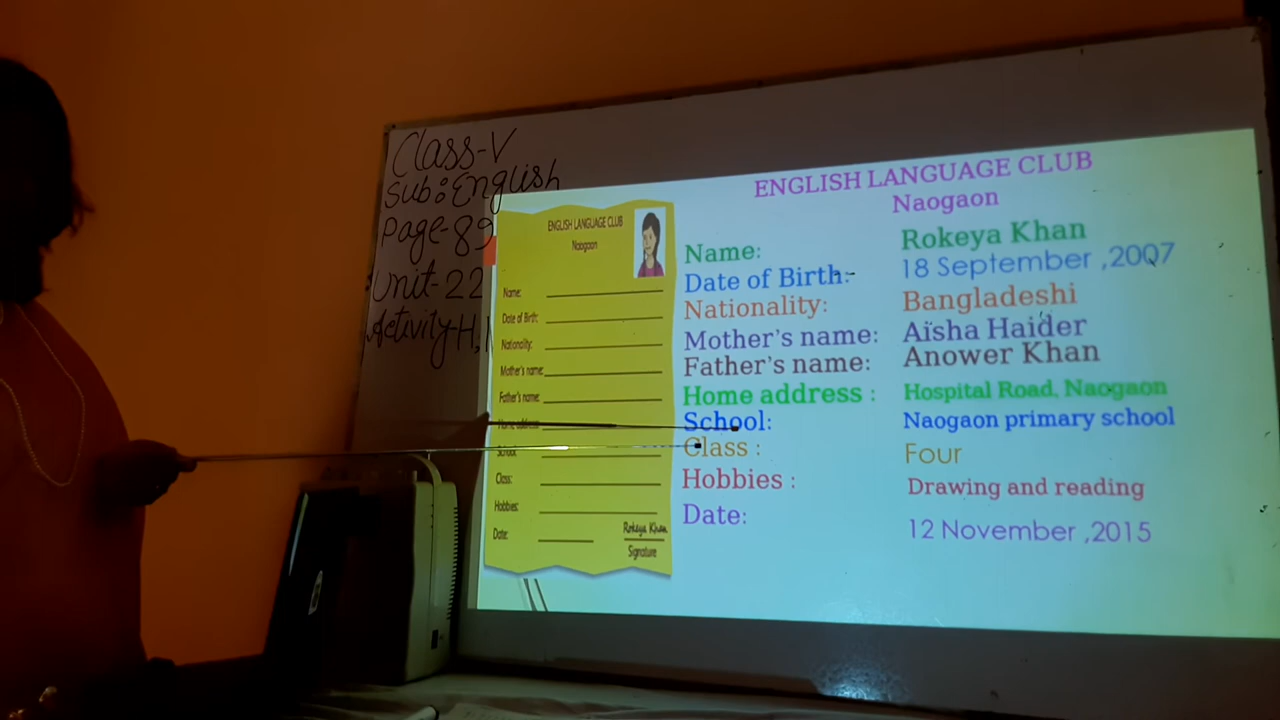 Class-V
Sub: English
Page-89
Unit-22
Activity-H,
ENGLISH LANGUAGE CLUB
Naogaon
Name:
Date of Birth:
Nationality:
Mother's name:
Father's name:
Home address:
School:
Class:
Hobbies:
Date:
Rokeya Khan
Signature
ENGLISH LANGUAGE CLUB
Naogaon
Name: Rokeya Khan
Date of Birth:- 18 September ,2007
Nationality: Bangladeshi
Mother's name: Aïsha Haider
Father's name: Anower Khan
Home address : Hospital Road, Naogaon
School: Naogaon primary school
Class : Four
Hobbies : Drawing and reading
Date: 12 November ,2015